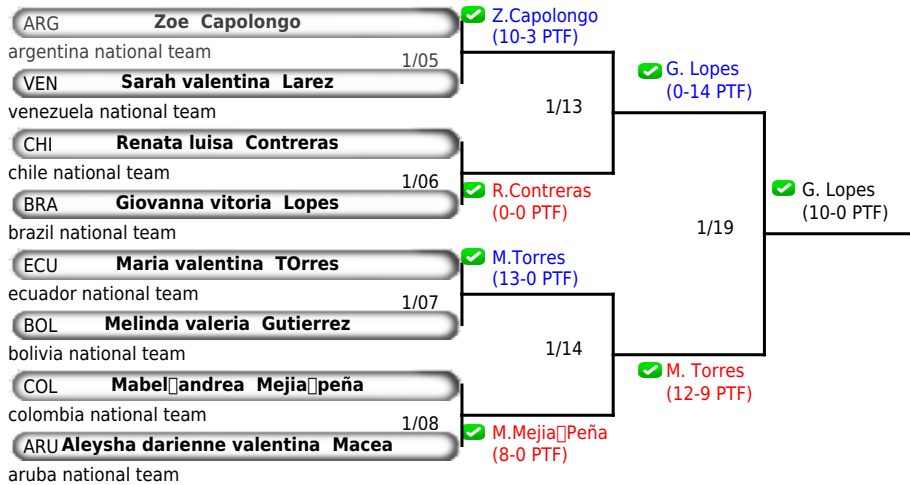 ARG Zoe Capolongo
argentina national team
1/05
VEN Sarah valentina Larez
venezuela national team
CHI Renata luisa Contreras
chile national team
1/06
BRA Giovanna vitoria Lopes
brazil national team
ECU Maria valentina TOrres
ecuador national team
1/07
BOL Melinda valeria Gutierrez
bolivia national team
COL Mabel▯andrea Mejia▯peña
colombia national team
1/08
ARU Aleysha darienne valentina Macea
aruba national team
Z.Capolongo
(10-3 PTF)
1/13
R.Contreras
(0-0 PTF)
M.Torres
(13-0 PTF)
1/14
M.Mejia▯Peña
(8-0 PTF)
G. Lopes
(0-14 PTF)
1/19
M. Torres
(12-9 PTF)
G. Lopes
(10-0 PTF)